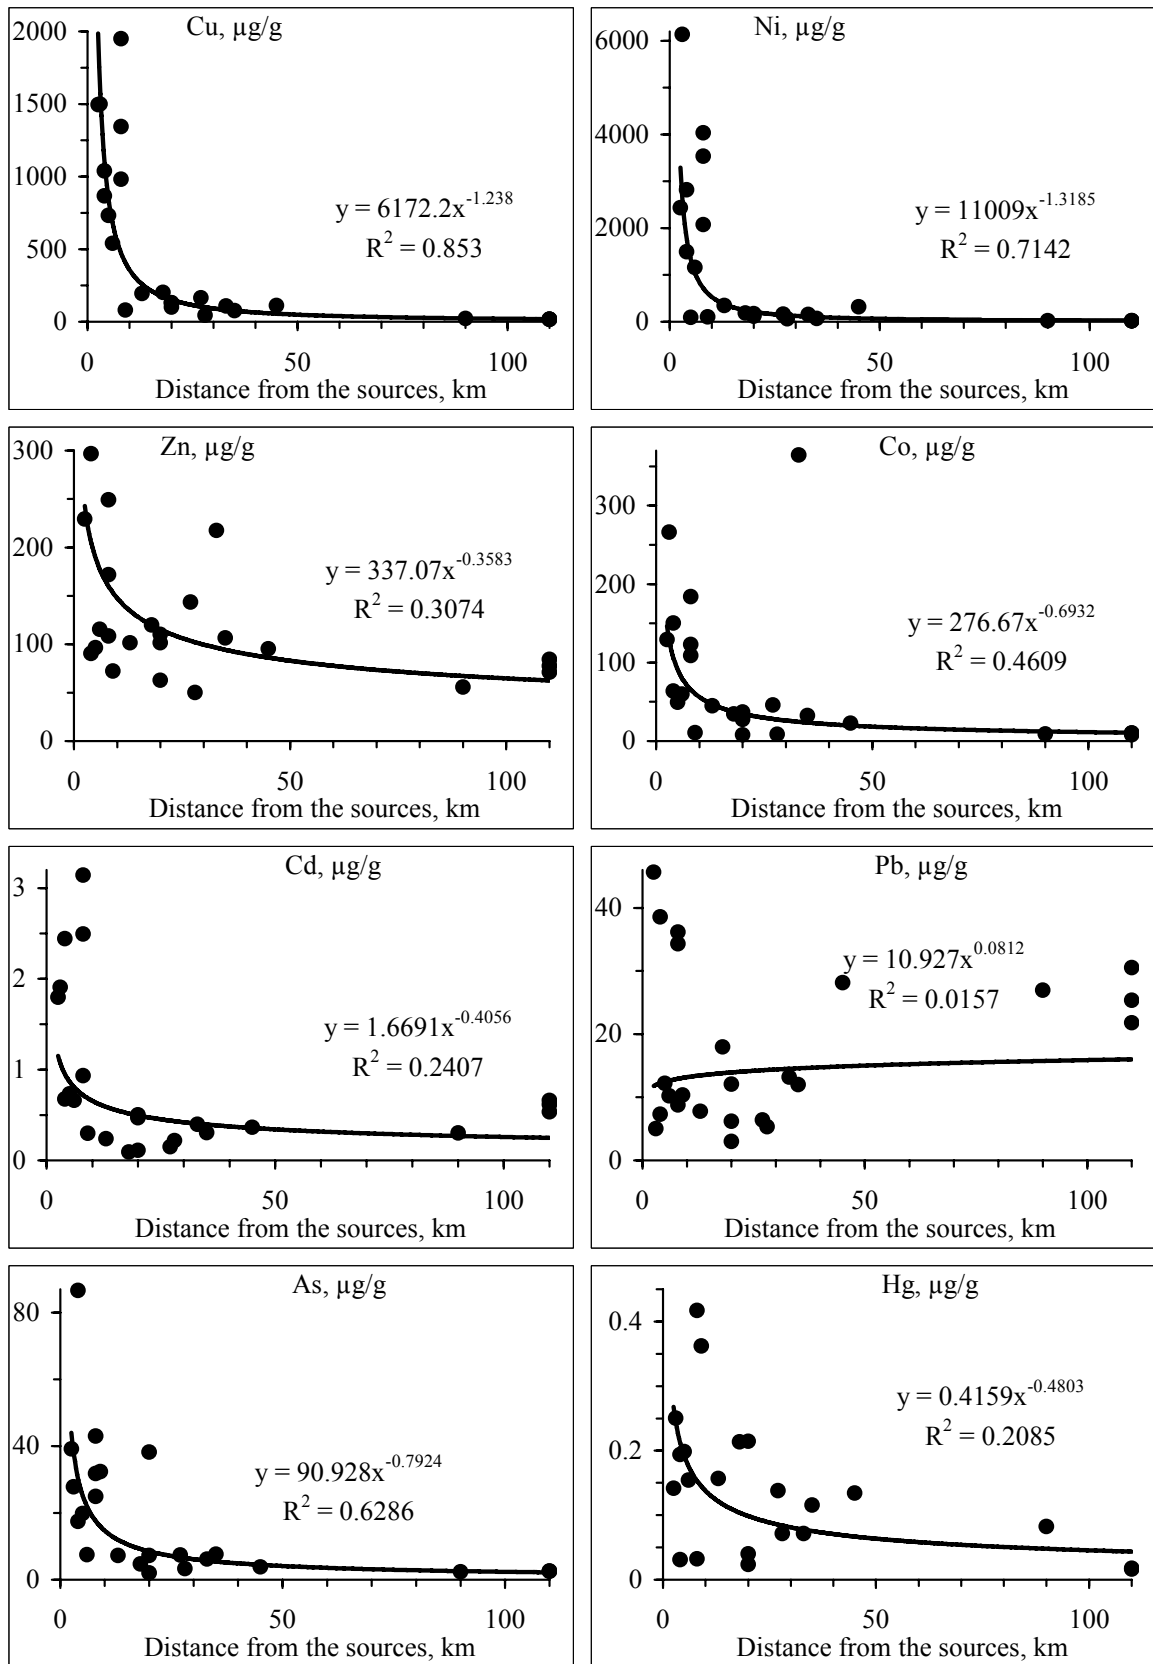 Cu, µg/g
2000
1500
1000
500
0
y = 6172.2x^-1.238
R^2 = 0.853
0 50 100
Distance from the sources, km
Ni, µg/g
6000
4000
2000
0
y = 11009x^-1.3185
R^2 = 0.7142
0 50 100
Distance from the sources, km
Zn, µg/g
300
200
100
0
y = 337.07x^-0.3583
R^2 = 0.3074
0 50 100
Distance from the sources, km
Co, µg/g
300
200
100
0
y = 276.67x^-0.6932
R^2 = 0.4609
0 50 100
Distance from the sources, km
Cd, µg/g
3
2
1
0
y = 1.6691x^-0.4056
R^2 = 0.2407
0 50 100
Distance from the sources, km
Pb, µg/g
40
20
0
y = 10.927x^0.0812
R^2 = 0.0157
0 50 100
Distance from the sources, km
As, µg/g
80
40
0
y = 90.928x^-0.7924
R^2 = 0.6286
0 50 100
Distance from the sources, km
Hg, µg/g
0.4
0.2
0
y = 0.4159x^-0.4803
R^2 = 0.2085
0 50 100
Distance from the sources, km